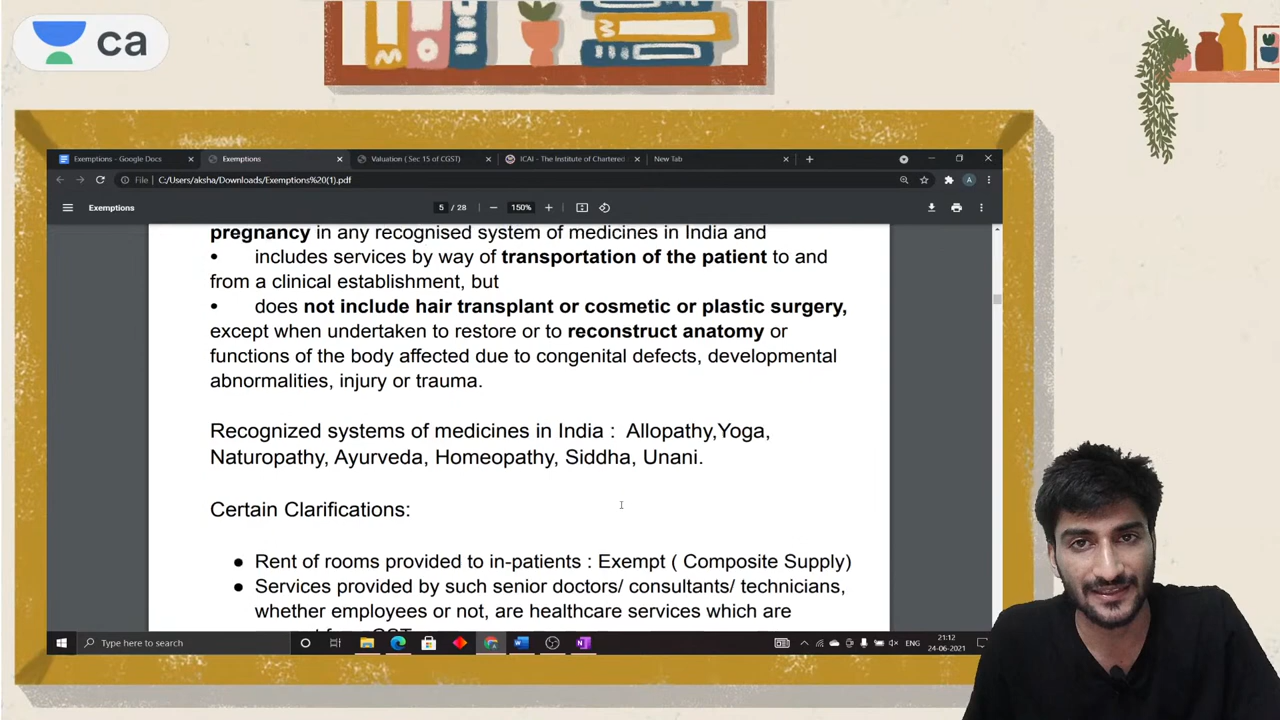 ca
Exemptions - Google Docs
Exemptions
Valuation ( Sec 15 of CGST)
ICAI - The Institute of Chartered
New Tab
File C:/Users/aksha/Downloads/Exemptions%20(1).pdf
A
Exemptions
5 / 28
150%
pregnancy in any recognised system of medicines in India and
• includes services by way of transportation of the patient to and
from a clinical establishment, but
• does not include hair transplant or cosmetic or plastic surgery,
except when undertaken to restore or to reconstruct anatomy or
functions of the body affected due to congenital defects, developmental
abnormalities, injury or trauma.
Recognized systems of medicines in India : Allopathy,Yoga,
Naturopathy, Ayurveda, Homeopathy, Siddha, Unani.
Certain Clarifications:
● Rent of rooms provided to in-patients : Exempt ( Composite Supply)
● Services provided by such senior doctors/ consultants/ technicians,
whether employees or not, are healthcare services which are
Type here to search
ENG
21:12
24-06-2021